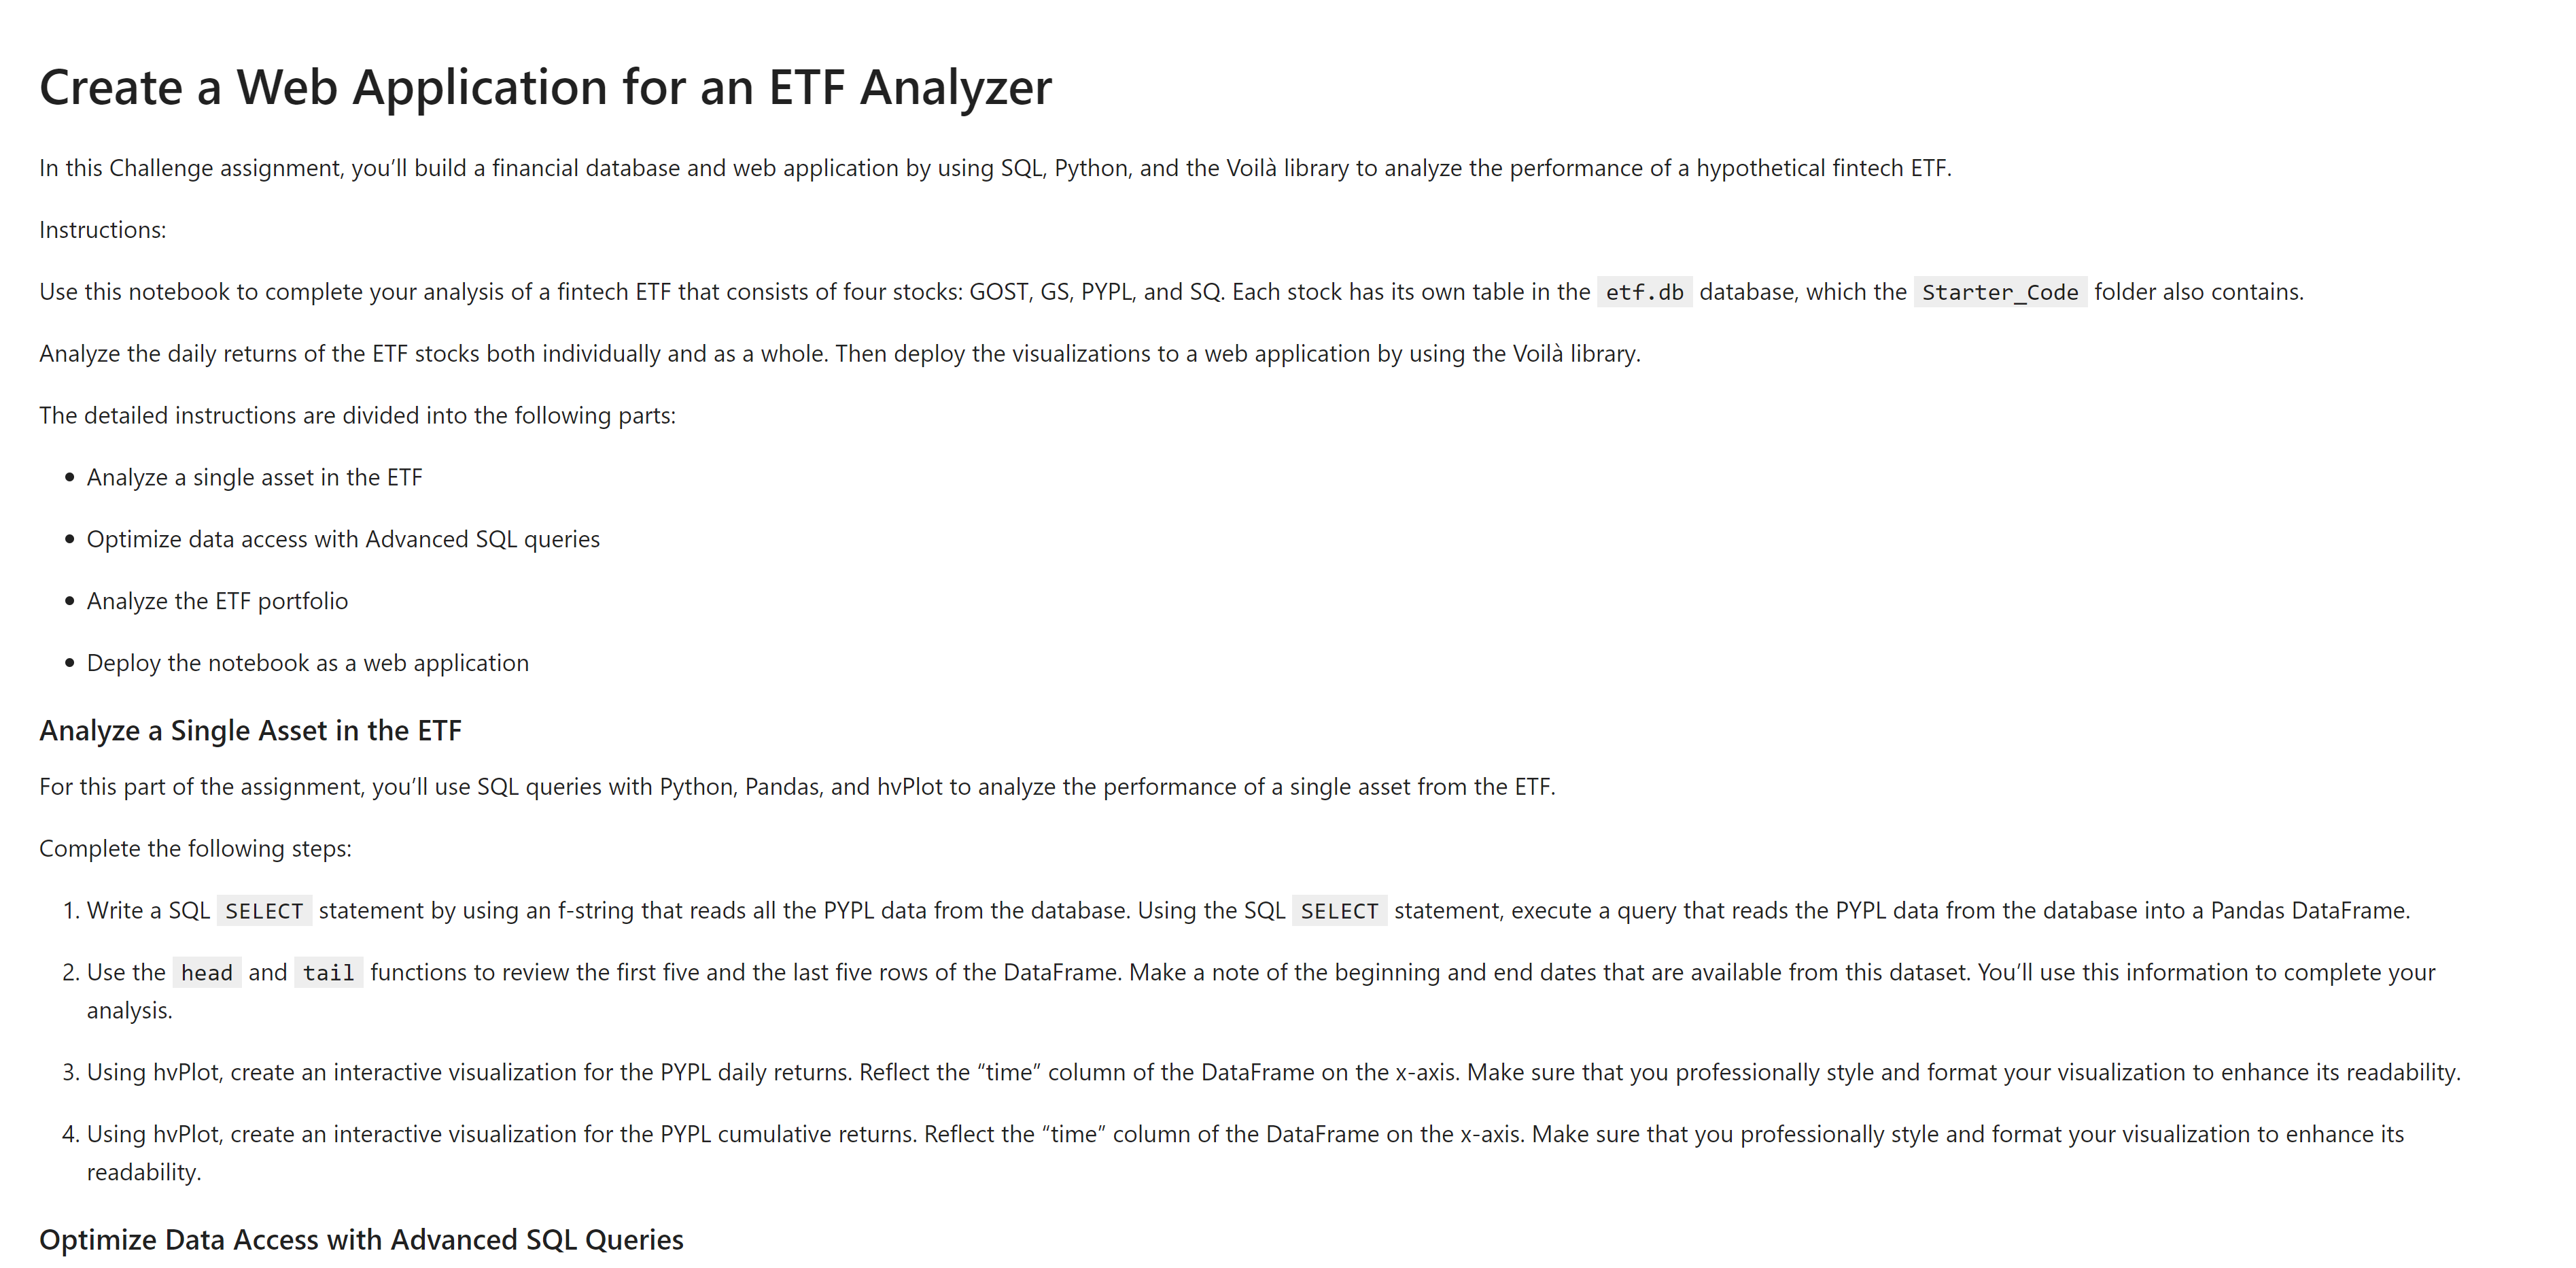 Create a Web Application for an ETF Analyzer
In this Challenge assignment, you’ll build a financial database and web application by using SQL, Python, and the Voilà library to analyze the performance of a hypothetical fintech ETF.
Instructions:
Use this notebook to complete your analysis of a fintech ETF that consists of four stocks: GOST, GS, PYPL, and SQ. Each stock has its own table in the etf.db database, which the Starter_Code folder also contains.
Analyze the daily returns of the ETF stocks both individually and as a whole. Then deploy the visualizations to a web application by using the Voilà library.
The detailed instructions are divided into the following parts:
• Analyze a single asset in the ETF
• Optimize data access with Advanced SQL queries
• Analyze the ETF portfolio
• Deploy the notebook as a web application
Analyze a Single Asset in the ETF
For this part of the assignment, you’ll use SQL queries with Python, Pandas, and hvPlot to analyze the performance of a single asset from the ETF.
Complete the following steps:
1. Write a SQL SELECT statement by using an f-string that reads all the PYPL data from the database. Using the SQL SELECT statement, execute a query that reads the PYPL data from the database into a Pandas DataFrame.
2. Use the head and tail functions to review the first five and the last five rows of the DataFrame. Make a note of the beginning and end dates that are available from this dataset. You’ll use this information to complete your
analysis.
3. Using hvPlot, create an interactive visualization for the PYPL daily returns. Reflect the “time” column of the DataFrame on the x-axis. Make sure that you professionally style and format your visualization to enhance its readability.
4. Using hvPlot, create an interactive visualization for the PYPL cumulative returns. Reflect the “time” column of the DataFrame on the x-axis. Make sure that you professionally style and format your visualization to enhance its
readability.
Optimize Data Access with Advanced SQL Queries